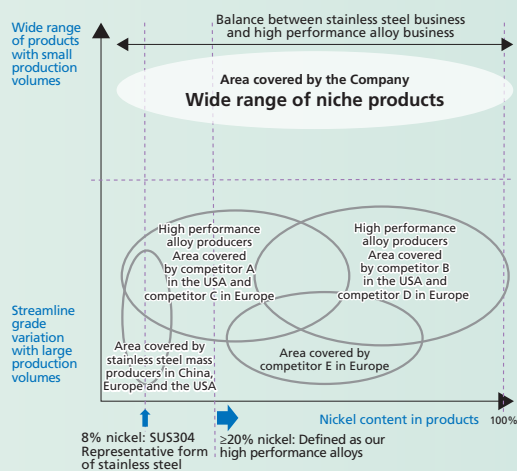 Wide range
of products
with small
production
volumes
Balance between stainless steel business
and high performance alloy business
Area covered by the Company
Wide range of niche products
High performance
alloy producers
Area covered
by competitor A
in the USA and
competitor C in Europe
High performance
alloy producers
Area covered
by competitor B
in the USA and
competitor D in Europe
Streamline
grade
variation
with large
production
volumes
Area covered by
stainless steel mass
producers in China,
Europe and the USA
Area covered by
competitor E in Europe
Nickel content in products
100%
8% nickel: SUS304
Representative form
of stainless steel
≥20% nickel: Defined as our
high performance alloys